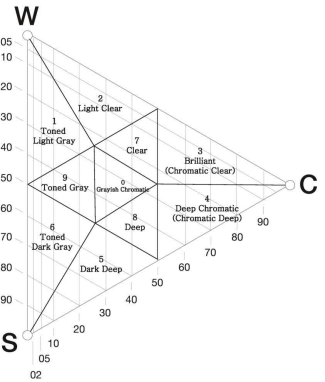 W
05
10
20
30
40
50
60
70
80
90
2
Light Clear
1
Toned
Light Gray
7
Clear
3
Brilliant
(Chromatic Clear)
9
Toned Gray
0
Grayish Chromatic
C
4
Deep Chromatic
(Chromatic Deep)
8
Deep
6
Toned
Dark Gray
5
Dark Deep
S
02
05
10
20
30
40
50
60
70
80
90